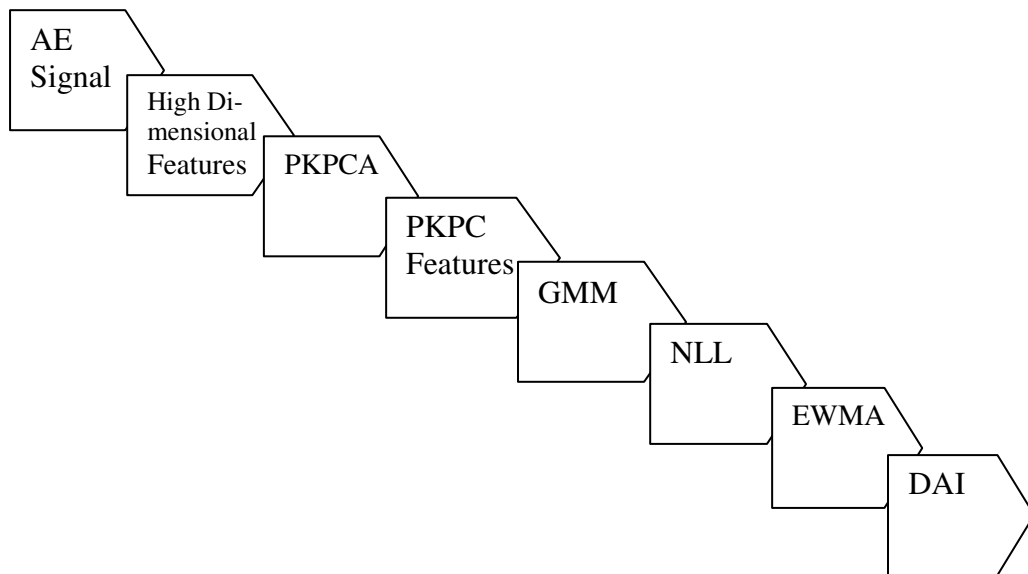 AE
Signal
High Di-
mensional
Features
PKPCA
PKPC
Features
GMM
NLL
EWMA
DAI